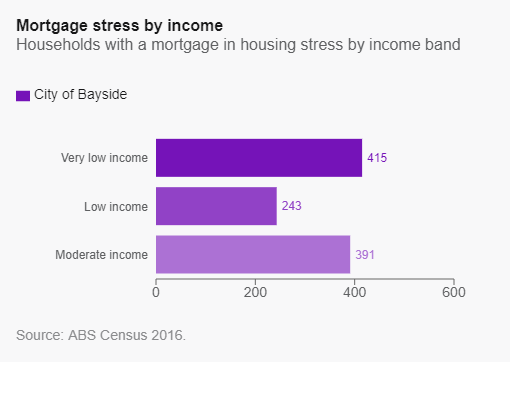 Mortgage stress by income
Households with a mortgage in housing stress by income band
City of Bayside
Very low income 415
Low income 243
Moderate income 391
0 200 400 600
Source: ABS Census 2016.